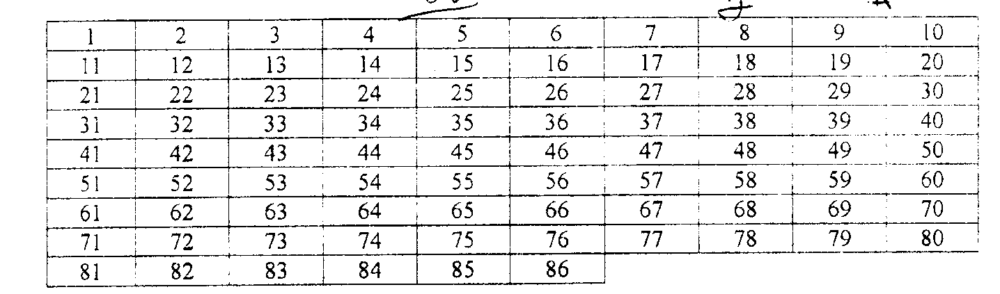 1 2 3 4 5 6 7 8 9 10
11 12 13 14 15 16 17 18 19 20
21 22 23 24 25 26 27 28 29 30
31 32 33 34 35 36 37 38 39 40
41 42 43 44 45 46 47 48 49 50
51 52 53 54 55 56 57 58 59 60
61 62 63 64 65 66 67 68 69 70
71 72 73 74 75 76 77 78 79 80
81 82 83 84 85 86